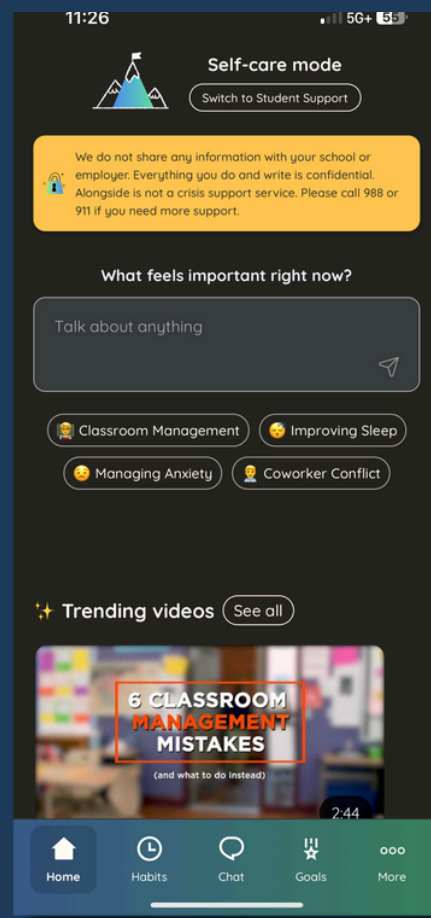 11:26
5G+ 55
Self-care mode
Switch to Student Support
We do not share any information with your school or
employer. Everything you do and write is confidential.
Alongside is not a crisis support service. Please call 988 or
911 if you need more support.
What feels important right now?
Talk about anything
Classroom Management
Improving Sleep
Managing Anxiety
Coworker Conflict
Trending videos
See all
6 CLASSROOM
MANAGEMENT
MISTAKES
(and what to do instead)
2:44
Home
Habits
Chat
Goals
More